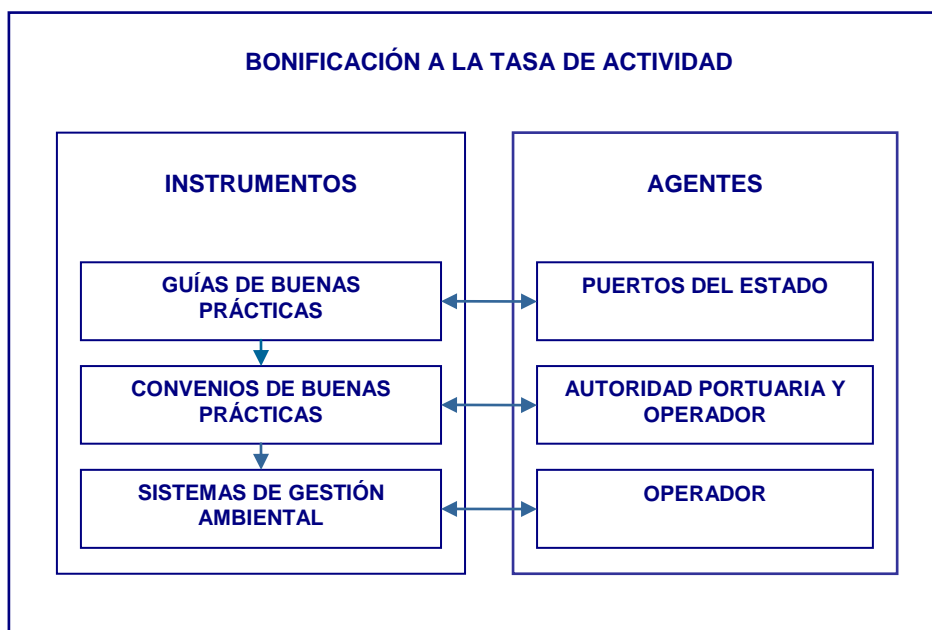 BONIFICACIÓN A LA TASA DE ACTIVIDAD
INSTRUMENTOS
GUÍAS DE BUENAS
PRÁCTICAS
CONVENIOS DE BUENAS
PRÁCTICAS
SISTEMAS DE GESTIÓN
AMBIENTAL
AGENTES
PUERTOS DEL ESTADO
AUTORIDAD PORTUARIA Y
OPERADOR
OPERADOR